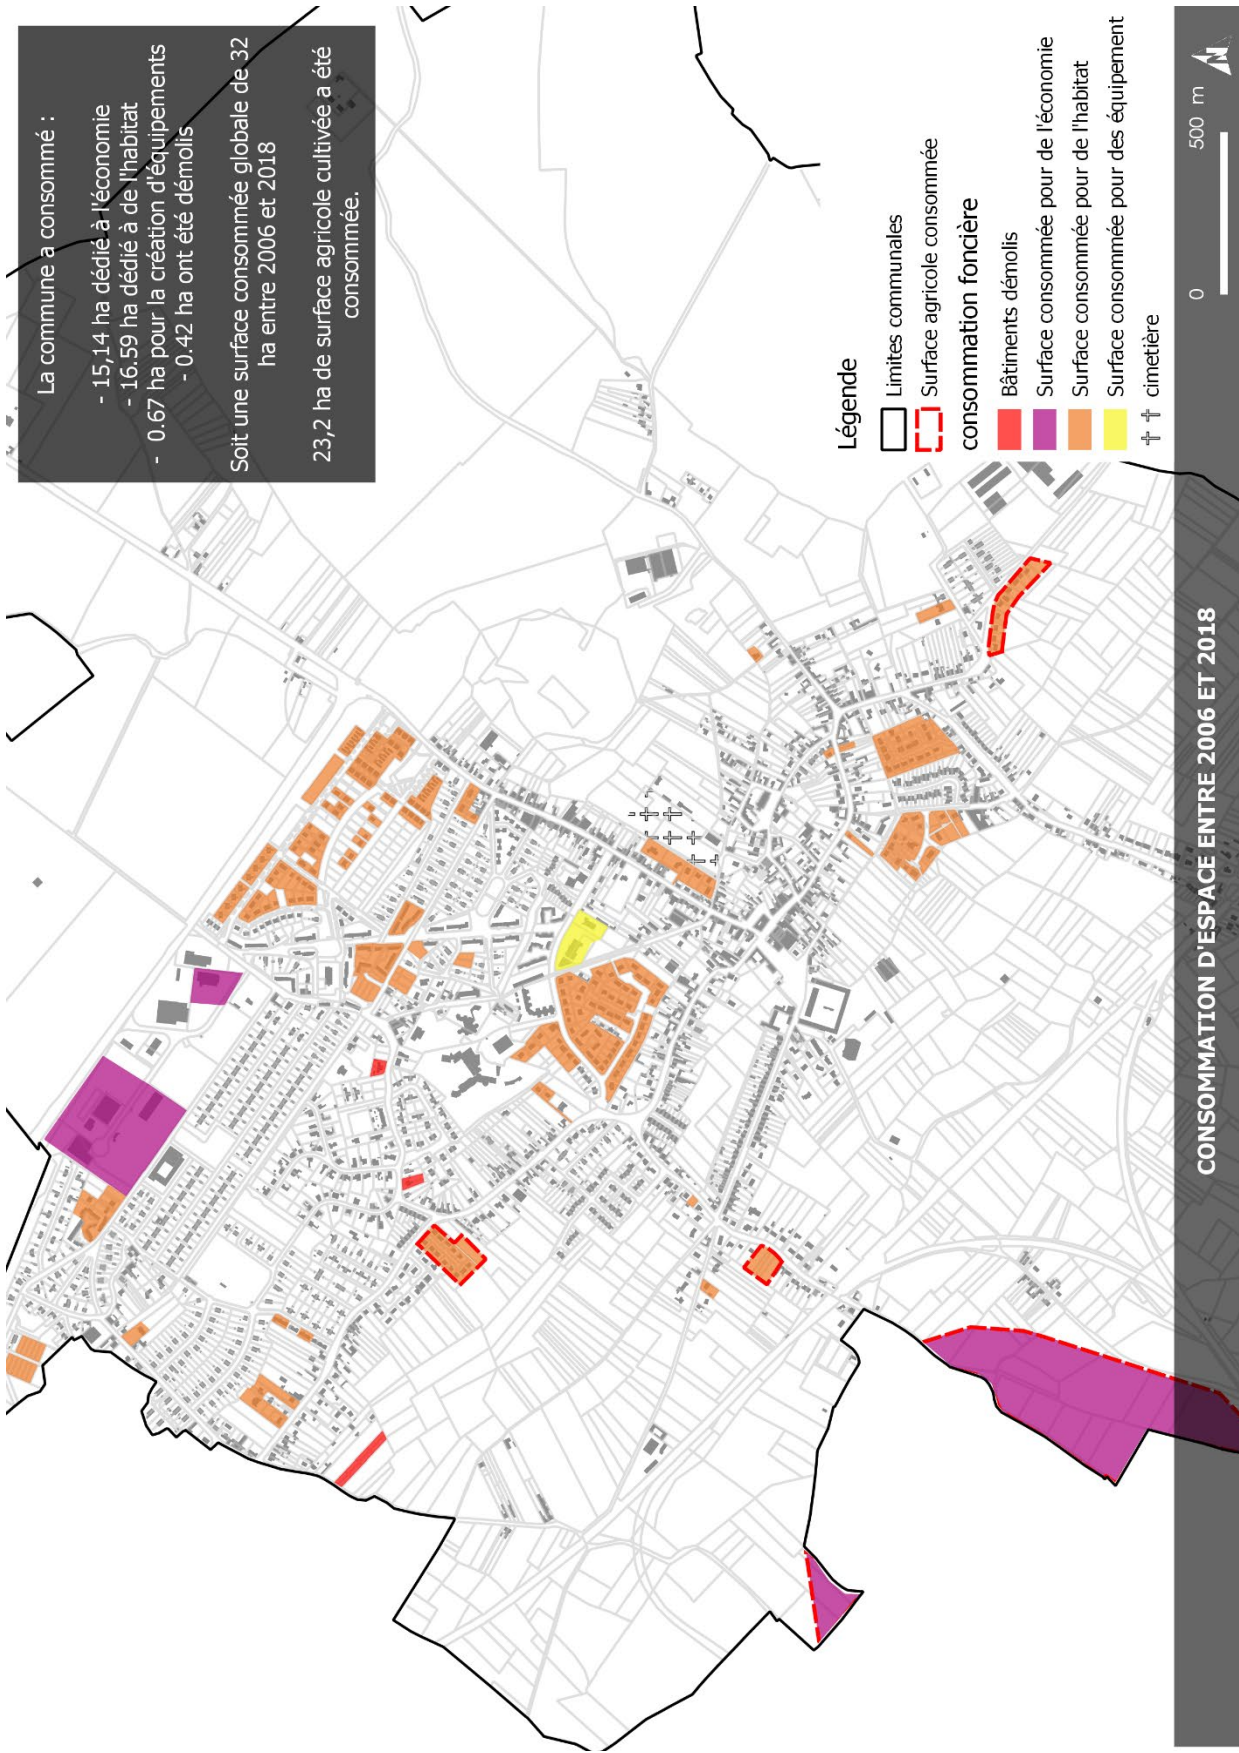 La commune a consommé :
- 15,14 ha dédié à l'économie
- 16.59 ha dédié à de l'habitat
- 0.67 ha pour la création d'équipements
- 0.42 ha ont été démolis
Soit une surface consommée globale de 32
ha entre 2006 et 2018
23,2 ha de surface agricole cultivée a été
consommée.
Légende
Limites communales
Surface agricole consommée
consommation foncière
Bâtiments démolis
Surface consommée pour de l'économie
Surface consommée pour de l'habitat
Surface consommée pour des équipement
cimetière
0 500 m
N
CONSOMMATION D'ESPACE ENTRE 2006 ET 2018